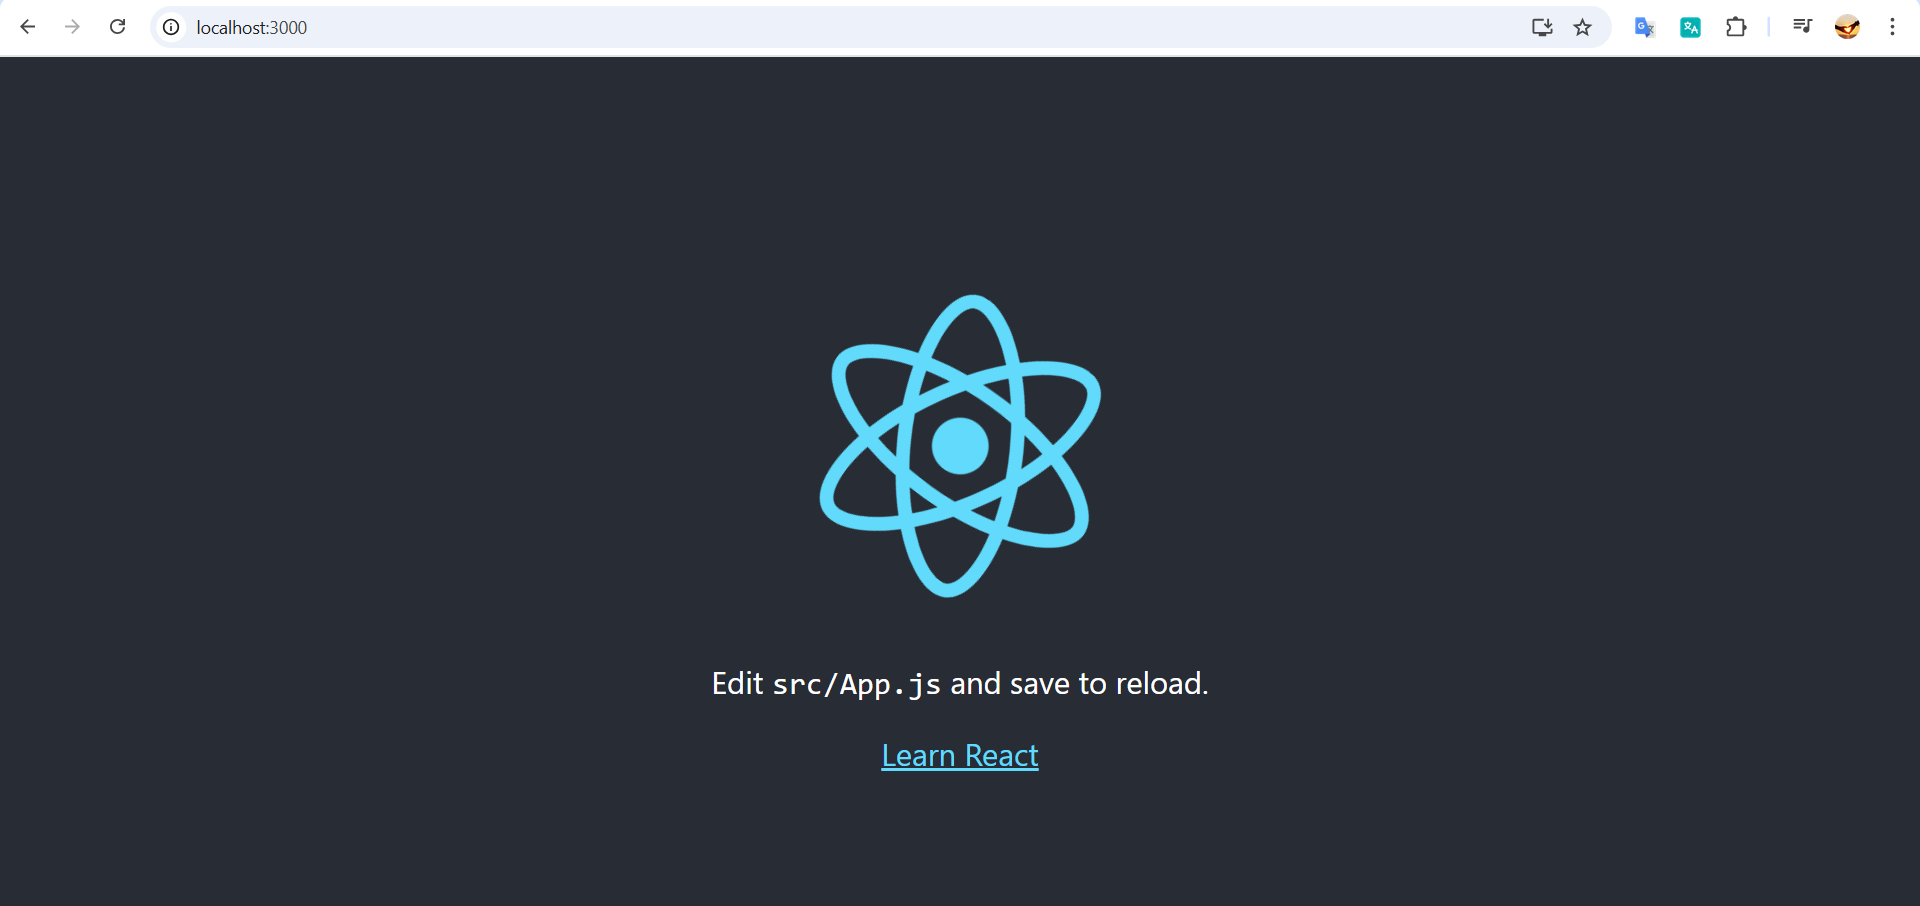 localhost:3000
Edit src/App.js and save to reload.
Learn React